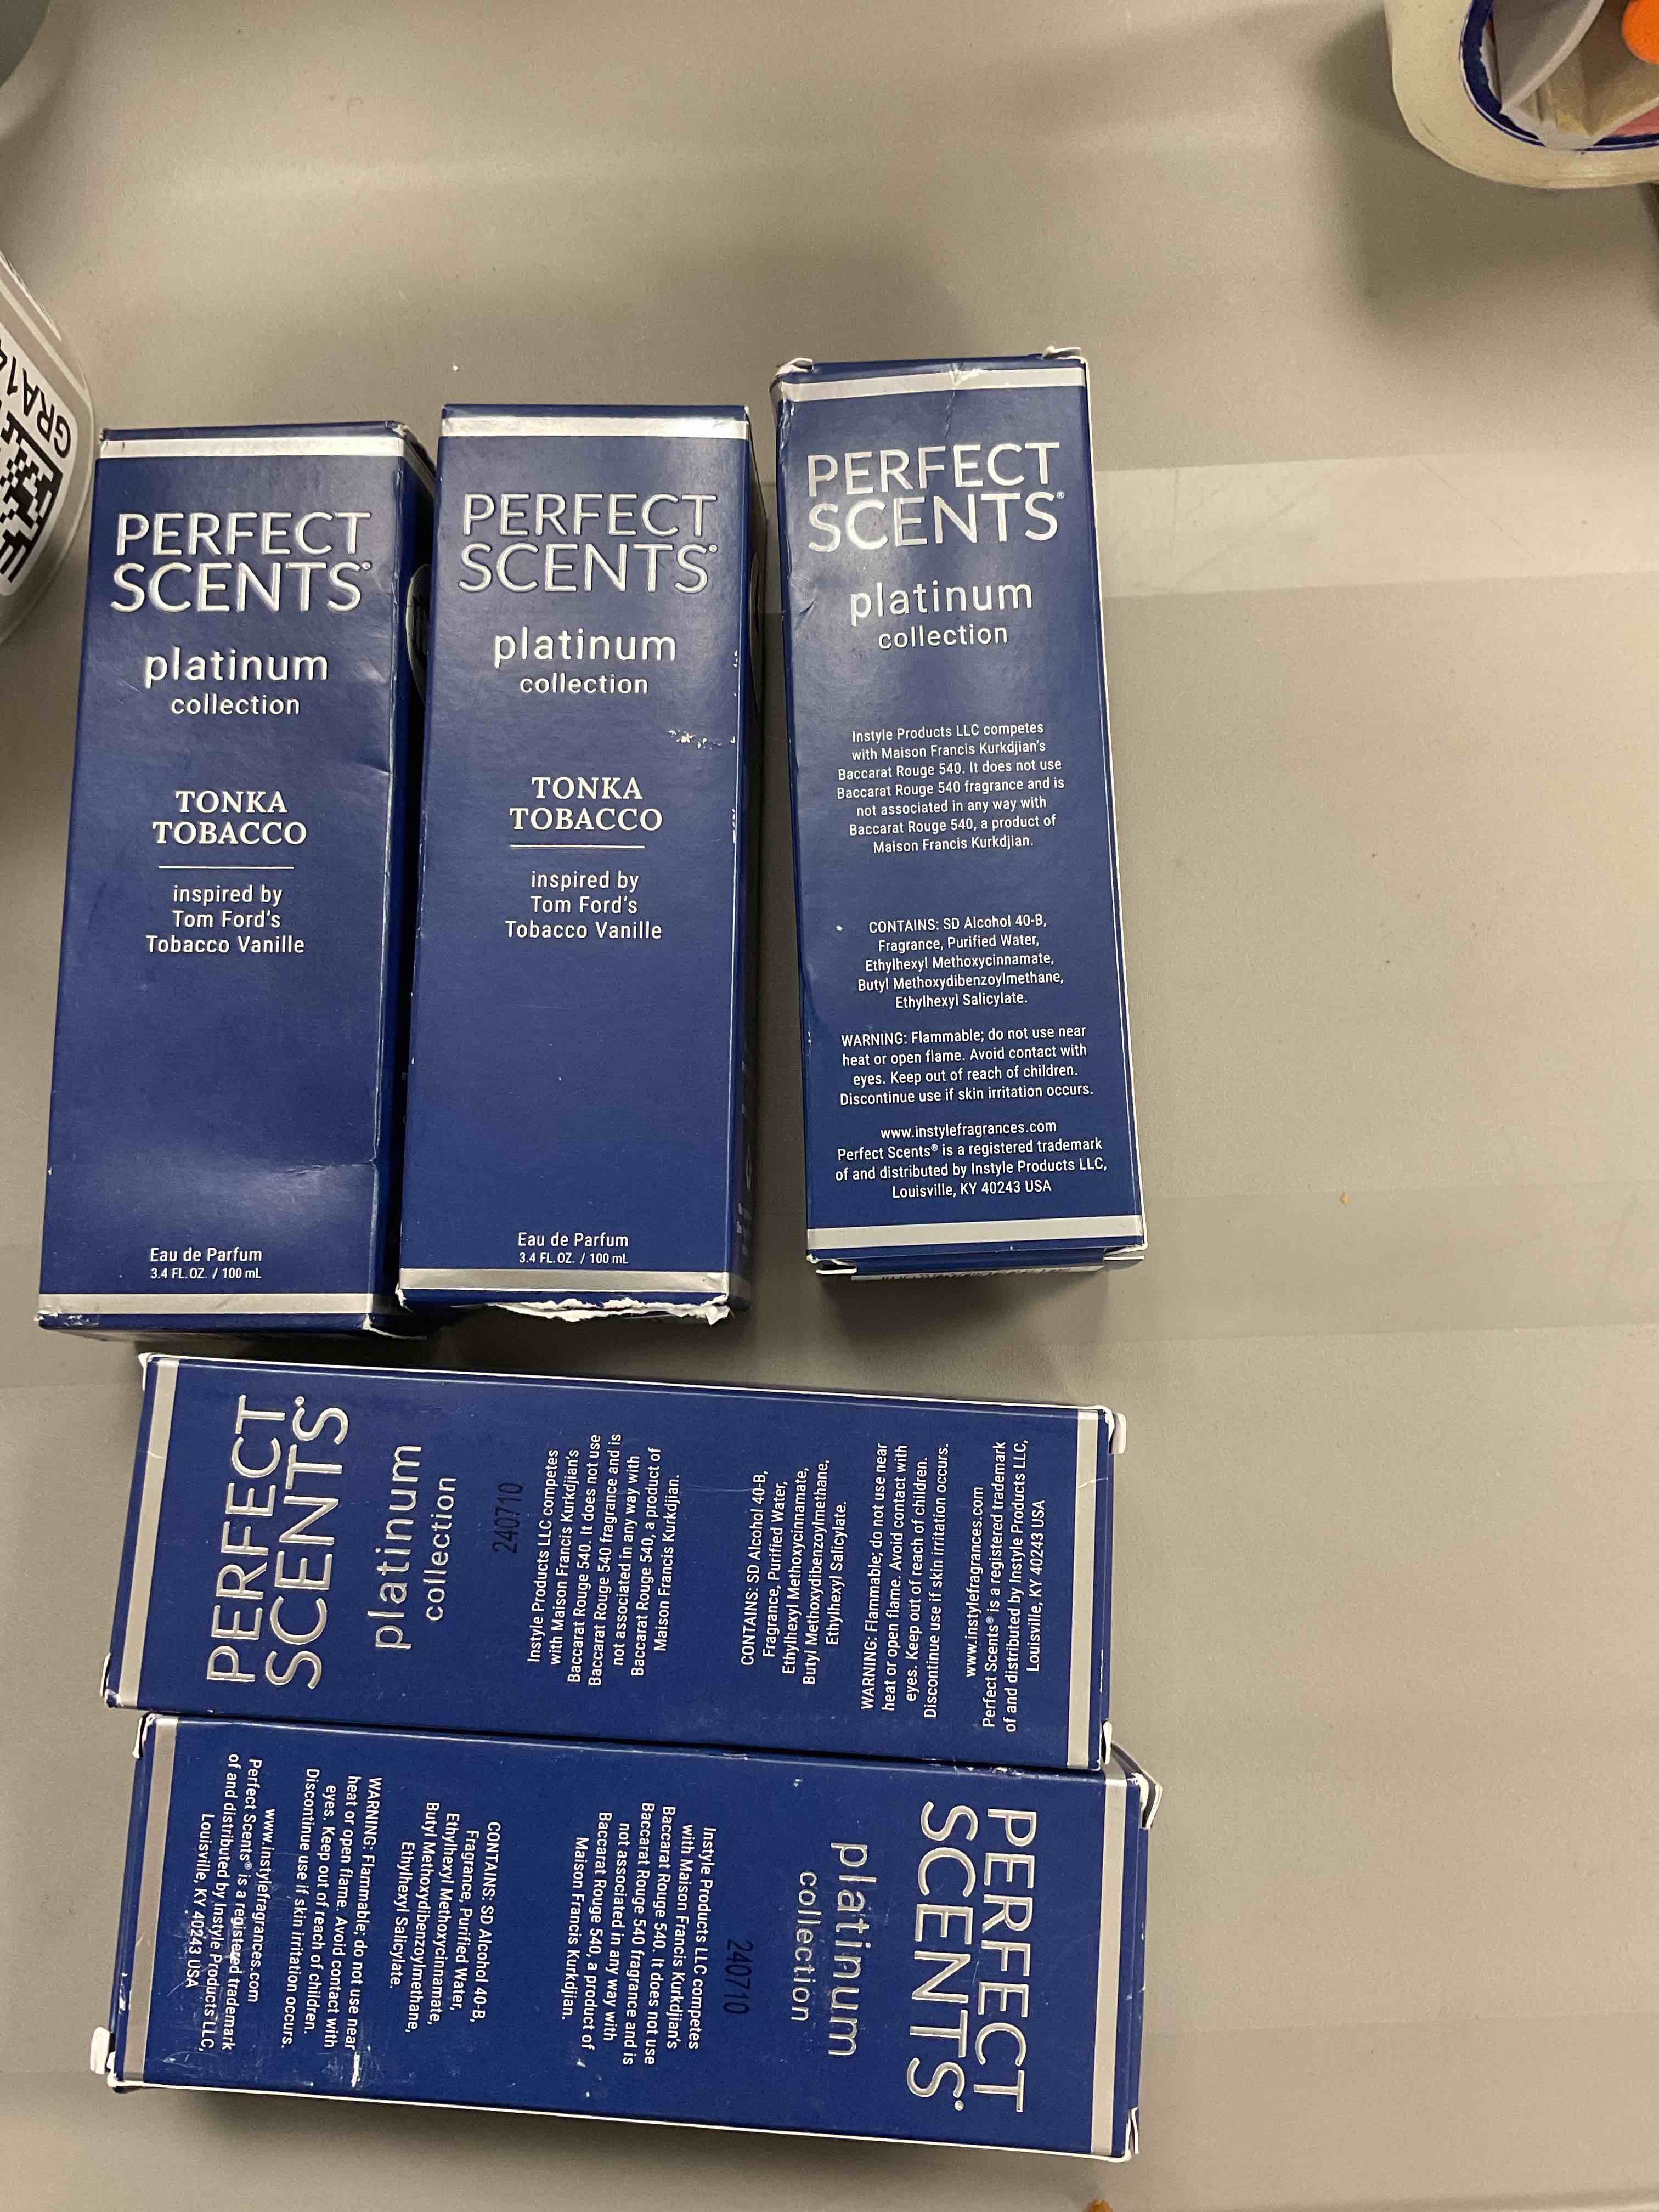 GRA14
PERFECT
SCENTS®
platinum
collection
TONKA
TOBACCO
inspired by
Tom Ford's
Tobacco Vanille
Eau de Parfum
3.4 FL.OZ. / 100 mL
PERFECT
SCENTS®
platinum
collection
TONKA
TOBACCO
inspired by
Tom Ford's
Tobacco Vanille
Eau de Parfum
3.4 FL.OZ. / 100 mL
PERFECT
SCENTS®
platinum
collection
Instyle Products LLC competes
with Maison Francis Kurkdjian's
Baccarat Rouge 540. It does not use
Baccarat Rouge 540 fragrance and is
not associated in any way with
Baccarat Rouge 540, a product of
Maison Francis Kurkdjian.
CONTAINS: SD Alcohol 40-B,
Fragrance, Purified Water,
Ethylhexyl Methoxycinnamate,
Butyl Methoxydibenzoylmethane,
Ethylhexyl Salicylate.
WARNING: Flammable; do not use near
heat or open flame. Avoid contact with
eyes. Keep out of reach of children.
Discontinue use if skin irritation occurs.
www.instylefragrances.com
Perfect Scents® is a registered trademark
of and distributed by Instyle Products LLC,
Louisville, KY 40243 USA
PERFECT
SCENTS®
platinum
collection
240710
Instyle Products LLC competes
with Maison Francis Kurkdjian's
Baccarat Rouge 540. It does not use
Baccarat Rouge 540 fragrance and is
not associated in any way with
Baccarat Rouge 540, a product of
Maison Francis Kurkdjian.
CONTAINS: SD Alcohol 40-B,
Fragrance, Purified Water,
Ethylhexyl Methoxycinnamate,
Butyl Methoxydibenzoylmethane,
Ethylhexyl Salicylate.
WARNING: Flammable; do not use near
heat or open flame. Avoid contact with
eyes. Keep out of reach of children.
Discontinue use if skin irritation occurs.
www.instylefragrances.com
Perfect Scents® is a registered trademark
of and distributed by Instyle Products LLC,
Louisville, KY 40243 USA
PERFECT
SCENTS®
platinum
collection
240710
Instyle Products LLC competes
with Maison Francis Kurkdjian's
Baccarat Rouge 540. It does not use
Baccarat Rouge 540 fragrance and is
not associated in any way with
Baccarat Rouge 540, a product of
Maison Francis Kurkdjian.
CONTAINS: SD Alcohol 40-B,
Fragrance, Purified Water,
Ethylhexyl Methoxycinnamate,
Butyl Methoxydibenzoylmethane,
Ethylhexyl Salicylate.
WARNING: Flammable; do not use near
heat or open flame. Avoid contact with
eyes. Keep out of reach of children.
Discontinue use if skin irritation occurs.
www.instylefragrances.com
Perfect Scents® is a registered trademark
of and distributed by Instyle Products LLC,
Louisville, KY 40243 USA